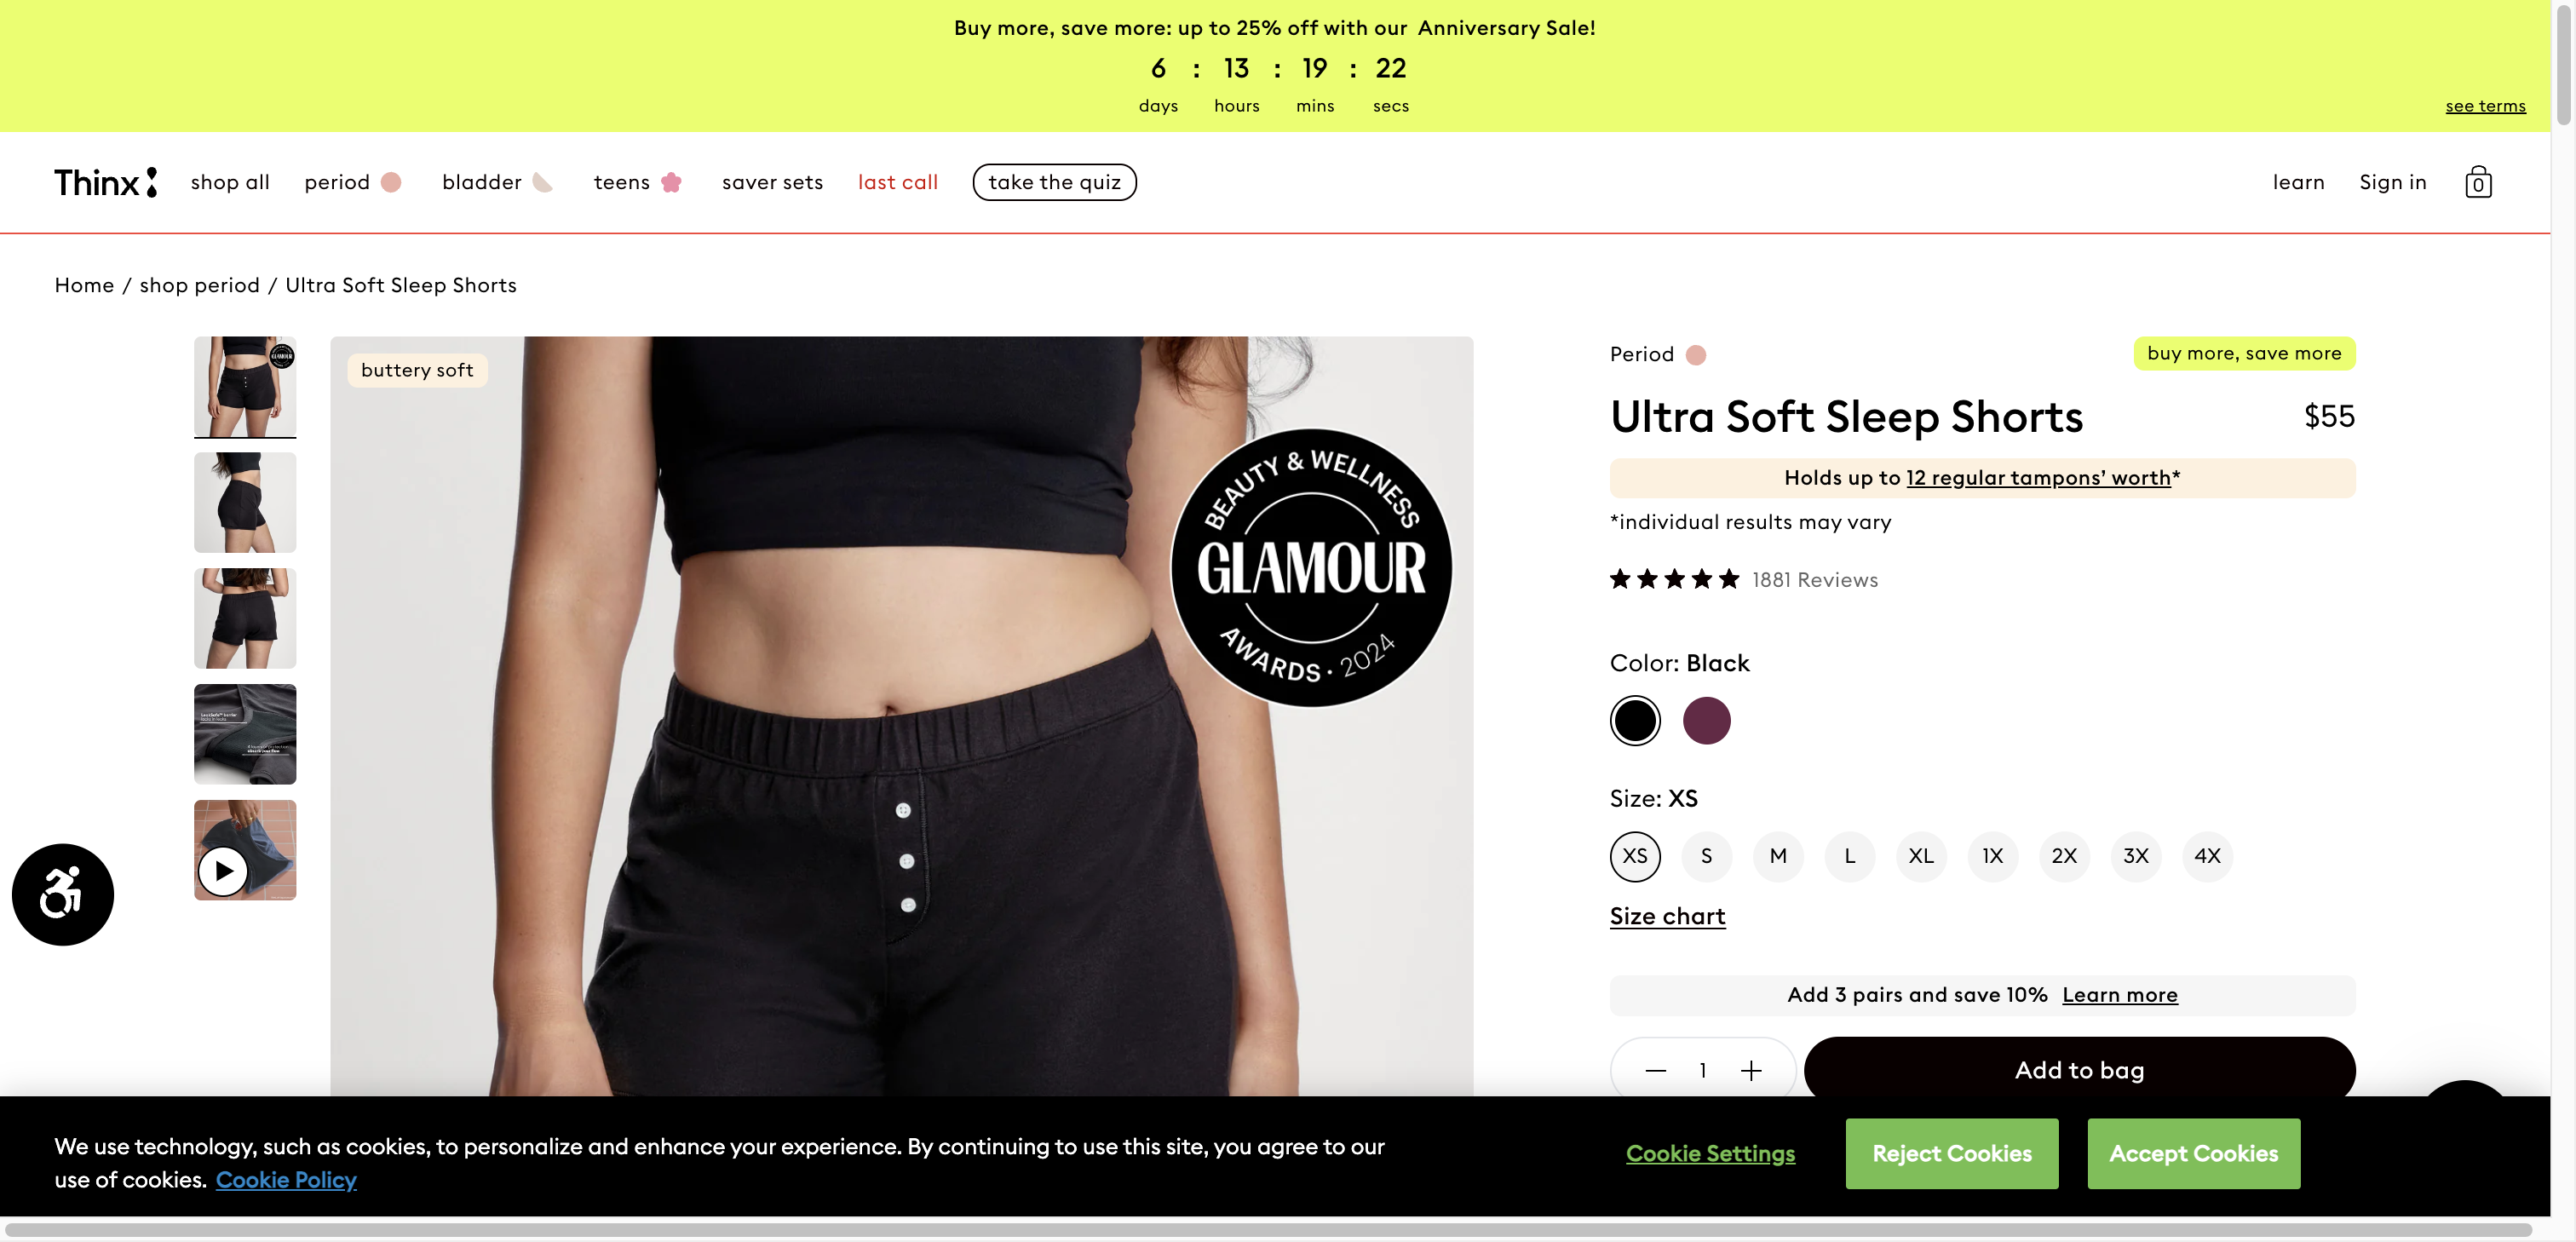 Buy more, save more: up to 25% off with our Anniversary Sale!
6 : 13 : 19 : 22
days hours mins secs
see terms
Thinx shop all period bladder teens saver sets last call take the quiz learn Sign in 0
Home / shop period / Ultra Soft Sleep Shorts
buttery soft
BEAUTY & WELLNESS
GLAMOUR
AWARDS · 2024
GLAMOUR
Period
buy more, save more
Ultra Soft Sleep Shorts $55
Holds up to 12 regular tampons’ worth*
*individual results may vary
1881 Reviews
Color: Black
Size: XS
XS S M L XL 1X 2X 3X 4X
Size chart
Add 3 pairs and save 10% Learn more
— 1 + Add to bag
We use technology, such as cookies, to personalize and enhance your experience. By continuing to use this site, you agree to our
use of cookies. Cookie Policy
Cookie Settings Reject Cookies Accept Cookies